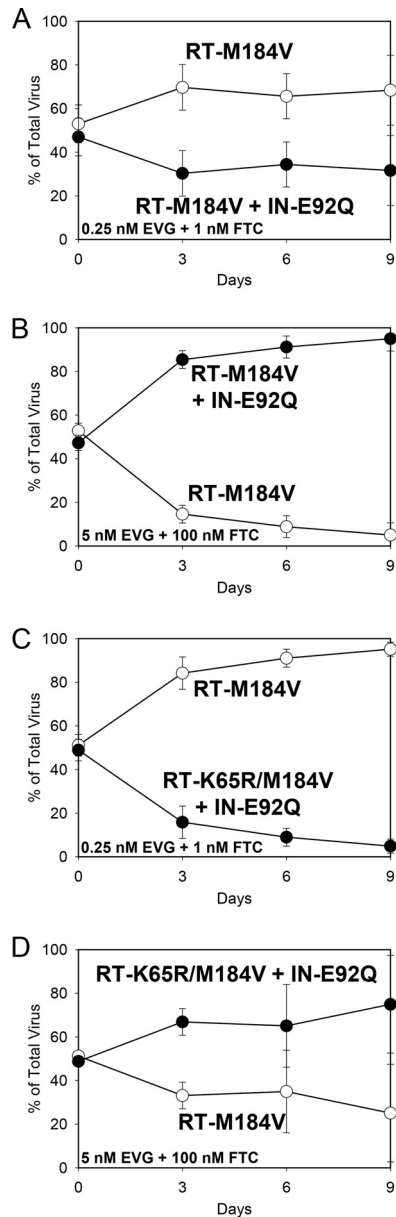 A
% of Total Virus
100
80
60
40
20
0
RT-M184V
RT-M184V + IN-E92Q
0.25 nM EVG + 1 nM FTC
0 3 6 9
Days
B
% of Total Virus
100
80
60
40
20
0
RT-M184V
+ IN-E92Q
RT-M184V
5 nM EVG + 100 nM FTC
0 3 6 9
Days
C
% of Total Virus
100
80
60
40
20
0
RT-M184V
RT-K65R/M184V
+ IN-E92Q
0.25 nM EVG + 1 nM FTC
0 3 6 9
Days
D
% of Total Virus
100
80
60
40
20
0
RT-K65R/M184V + IN-E92Q
RT-M184V
5 nM EVG + 100 nM FTC
0 3 6 9
Days